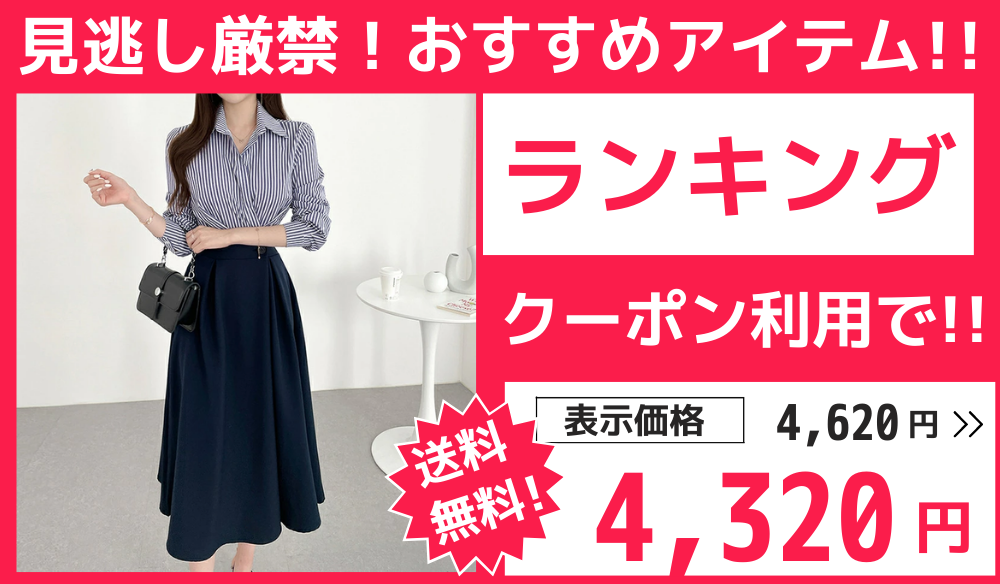 見逃し厳禁！おすすめアイテム!!
ランキング
クーポン利用で!!
表示価格 4,620円 >>
送料
無料!
4,320円